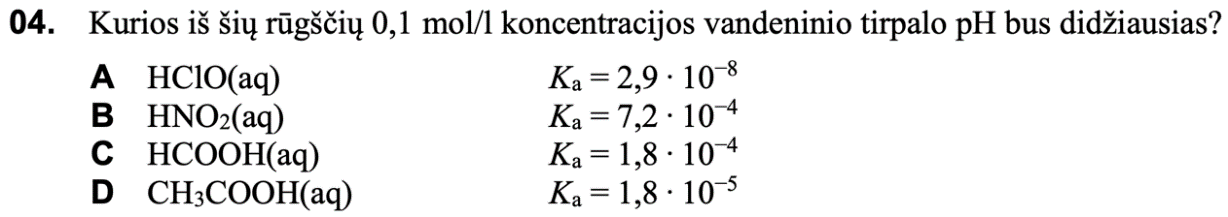 04. Kurios iš šių rūgščių 0,1 mol/l koncentracijos vandeninio tirpalo pH bus didžiausias?
A HClO(aq) Kₐ = 2,9 · 10⁻⁸
B HNO₂(aq) Kₐ = 7,2 · 10⁻⁴
C HCOOH(aq) Kₐ = 1,8 · 10⁻⁴
D CH₃COOH(aq) Kₐ = 1,8 · 10⁻⁵